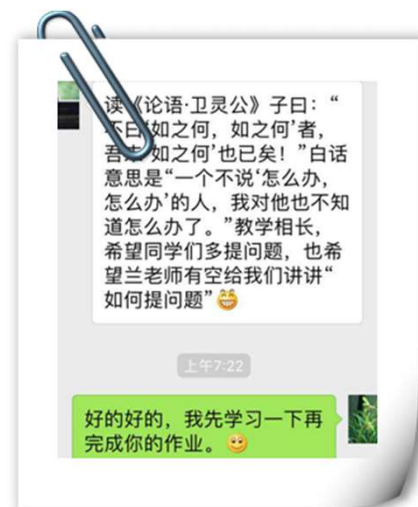 读《论语·卫灵公》子曰：“
不曰‘如之何，如之何’者，
吾‘如之何’也已矣！”白话
意思是“一个不说‘怎么办，
怎么办’的人，我对他也不知
道怎么办了。”教学相长，
希望同学们多提问题，也希
望兰老师有空给我们讲讲“
如何提问题”
上午7:22
好的好的，我先学习一下再
完成你的作业。